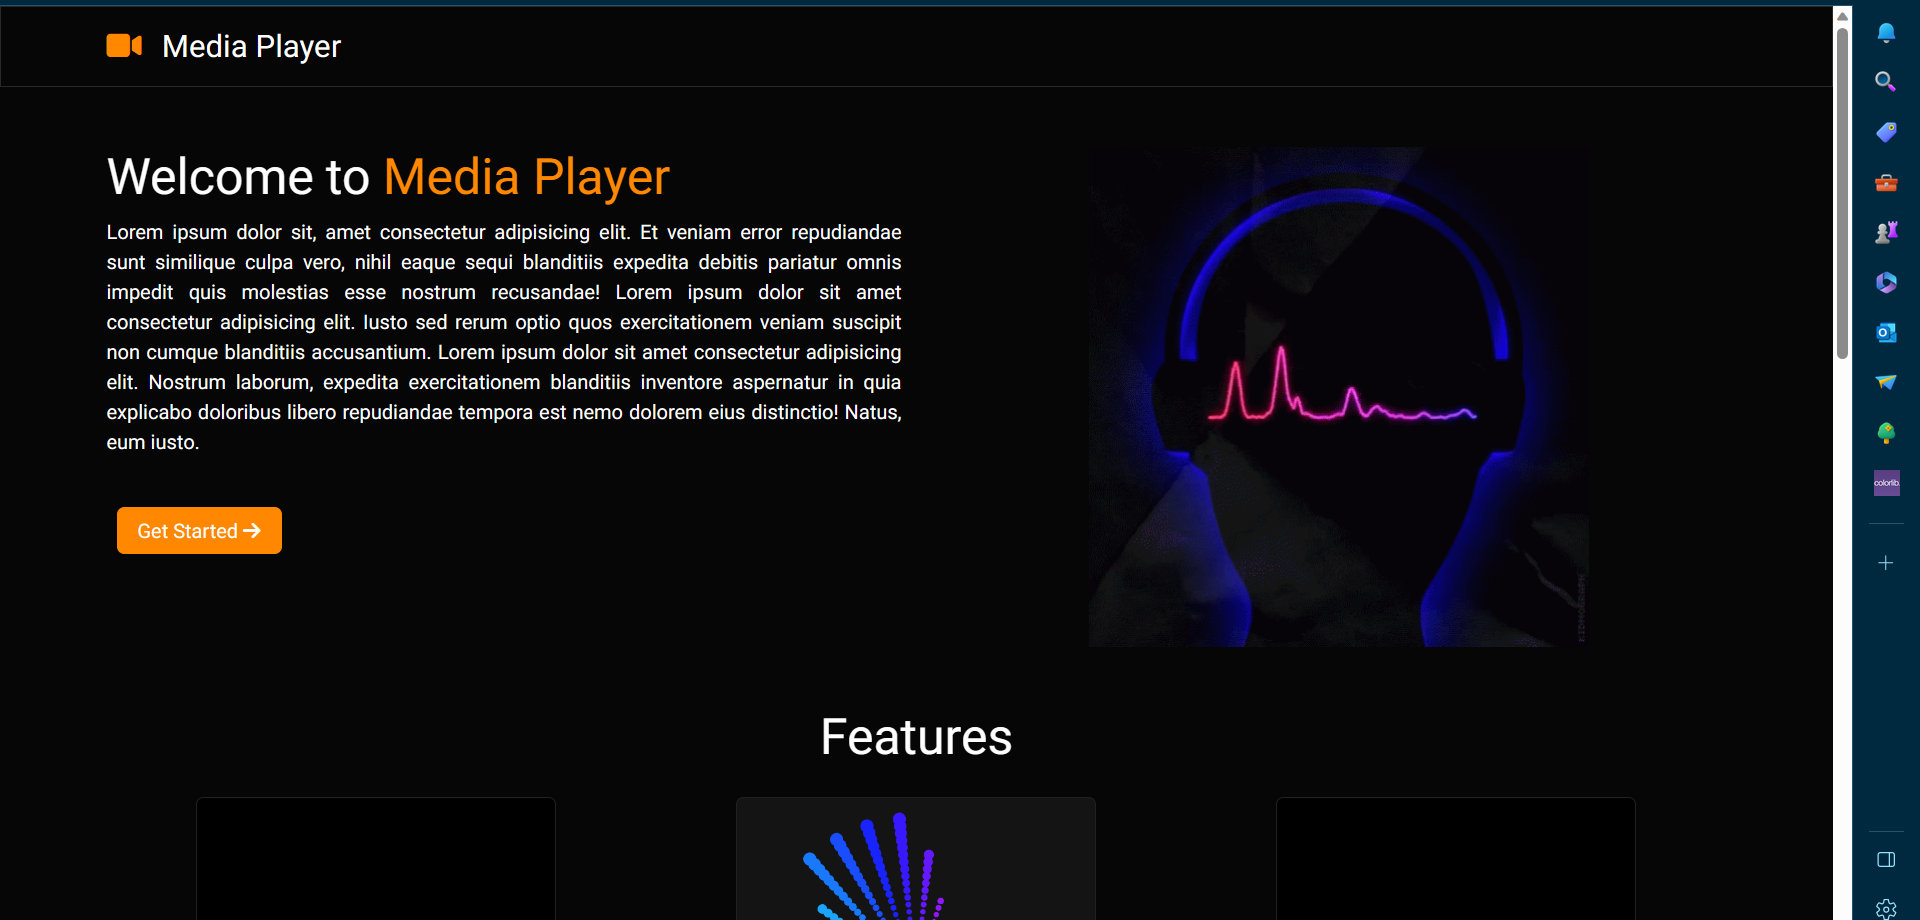 Media Player
Welcome to Media Player
Lorem ipsum dolor sit, amet consectetur adipisicing elit. Et veniam error repudiandae
sunt similique culpa vero, nihil eaque sequi blanditiis expedita debitis pariatur omnis
impedit quis molestias esse nostrum recusandae! Lorem ipsum dolor sit amet
consectetur adipisicing elit. Iusto sed rerum optio quos exercitationem veniam suscipit
non cumque blanditiis accusantium. Lorem ipsum dolor sit amet consectetur adipisicing
elit. Nostrum laborum, expedita exercitationem blanditiis inventore aspernatur in quia
explicabo doloribus libero repudiandae tempora est nemo dolorem eius distinctio! Natus,
eum iusto.
Get Started
Features
colorlib.